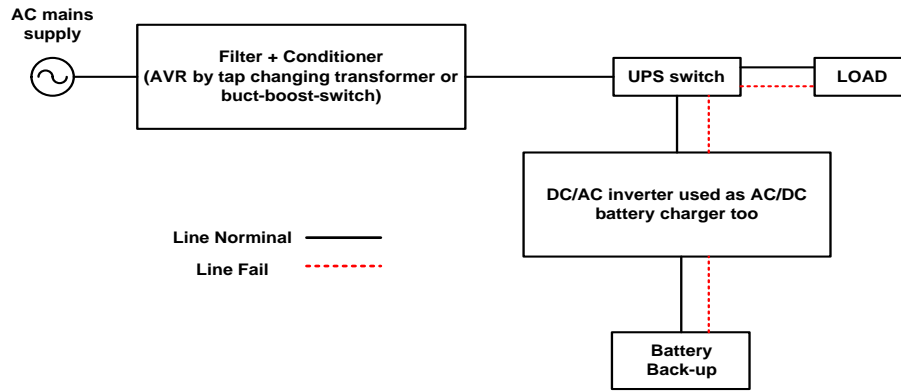 AC mains
supply
Filter + Conditioner
(AVR by tap changing transformer or
buct-boost-switch)
UPS switch
LOAD
DC/AC inverter used as AC/DC
battery charger too
Line Norminal
Line Fail
Battery
Back-up